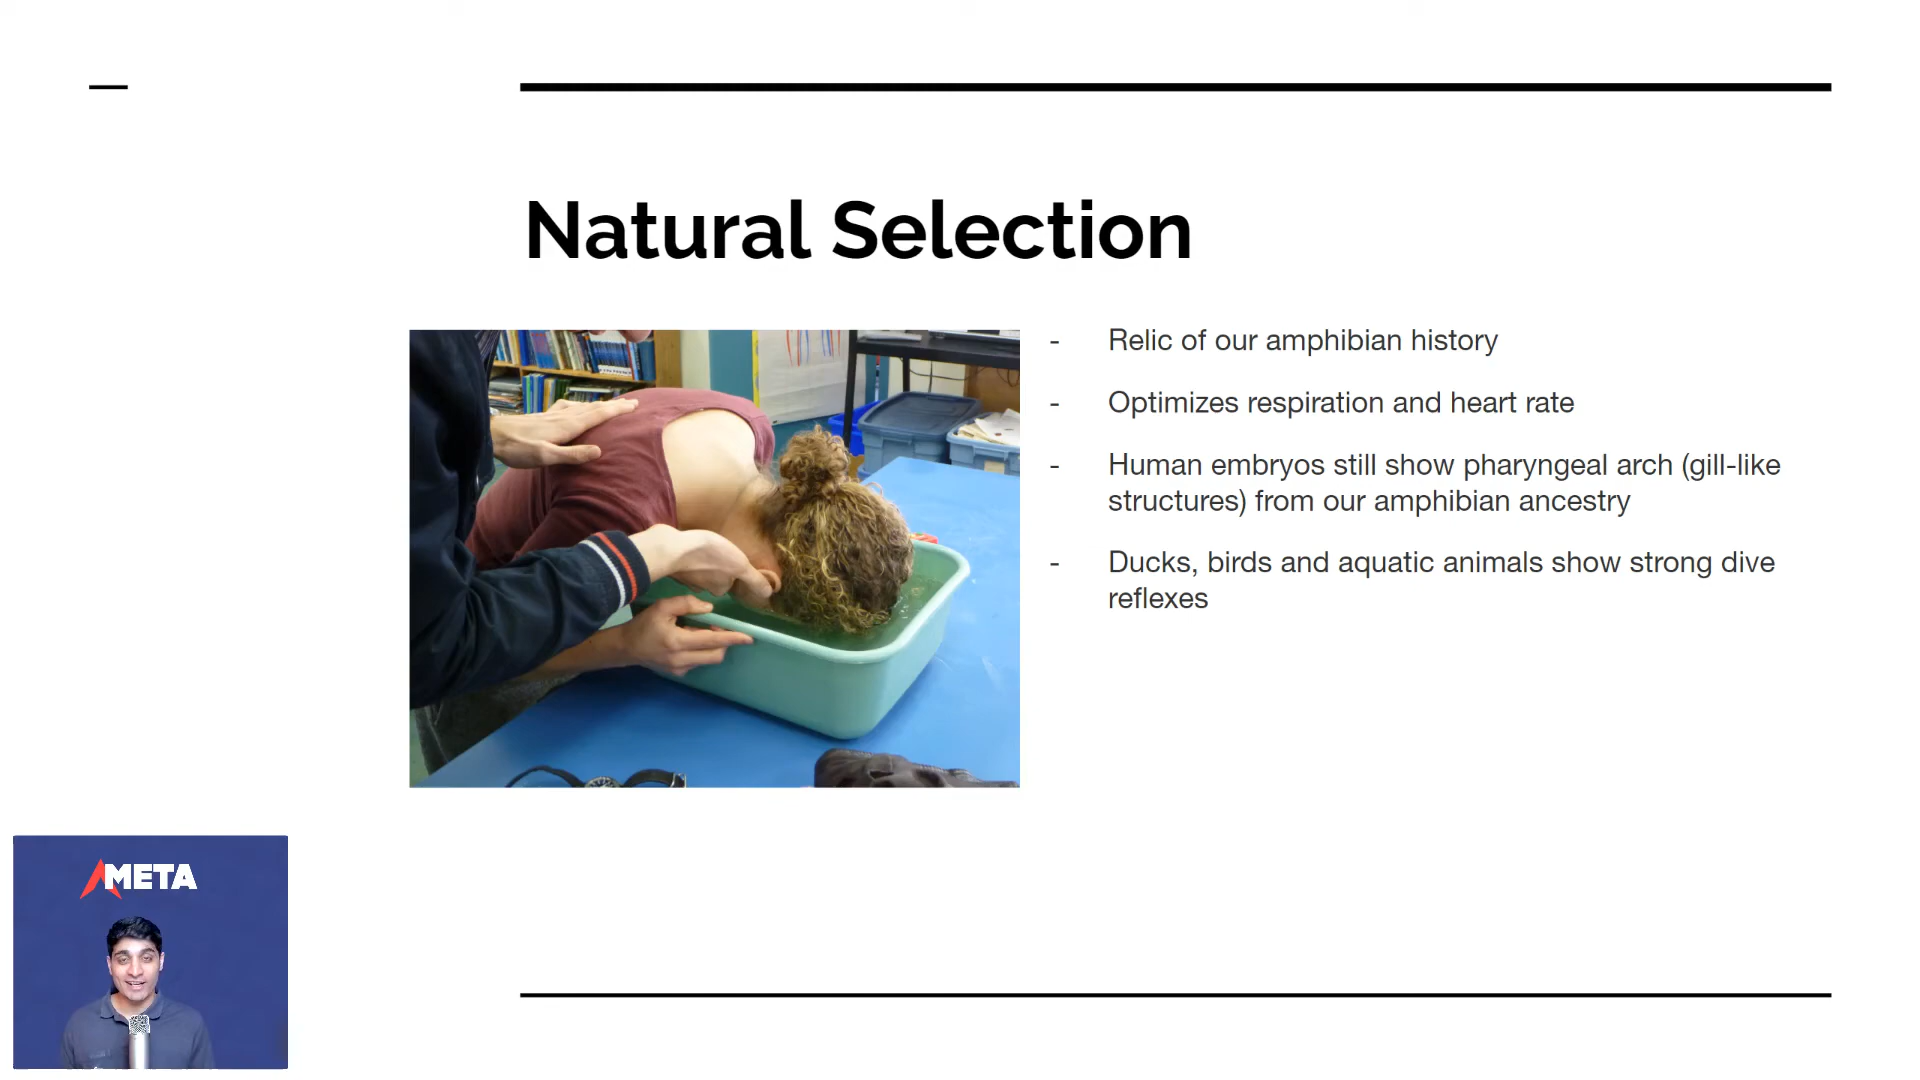 Natural Selection
- Relic of our amphibian history
- Optimizes respiration and heart rate
- Human embryos still show pharyngeal arch (gill-like
structures) from our amphibian ancestry
- Ducks, birds and aquatic animals show strong dive
reflexes
META